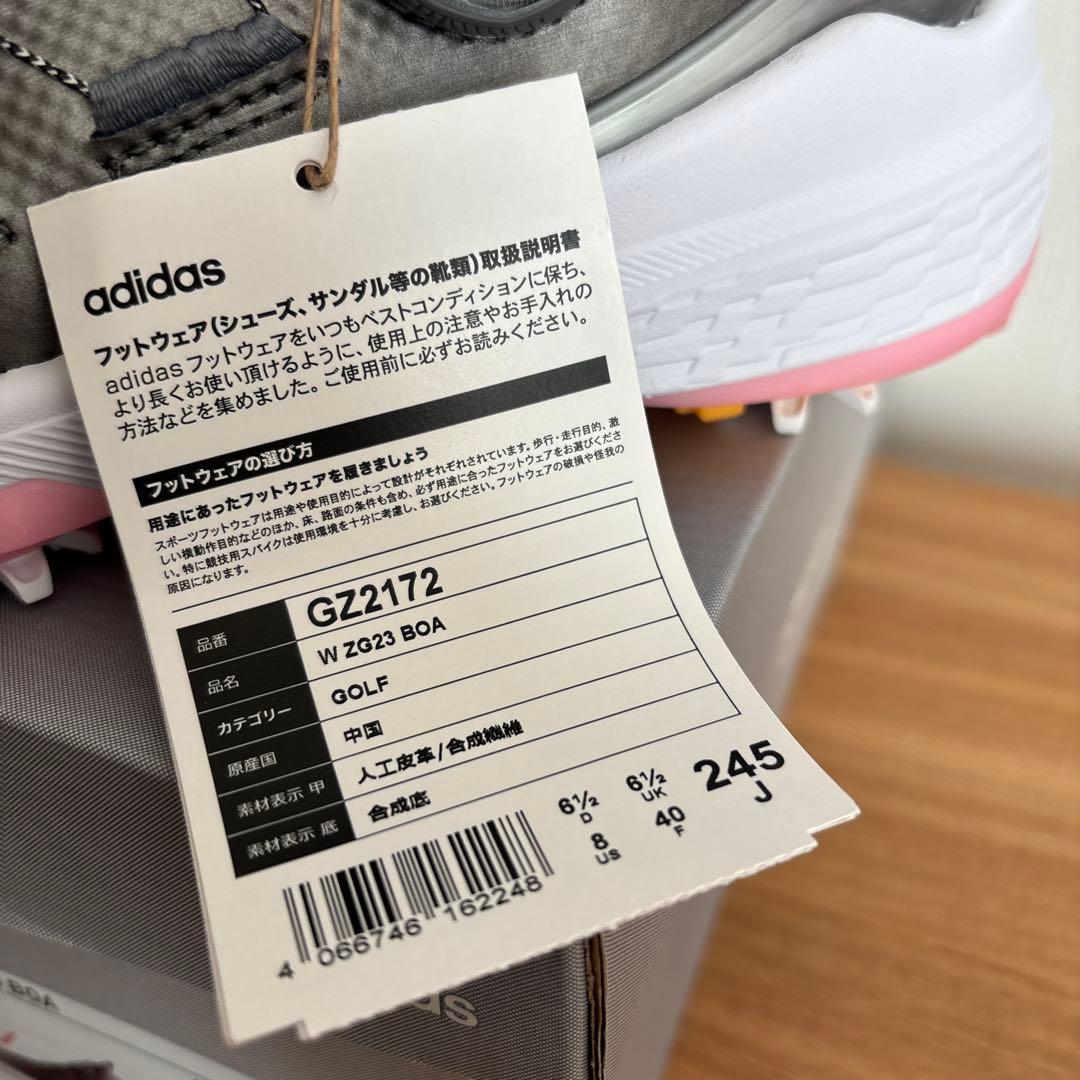 adidas
フットウェア(シューズ、サンダル等の靴類)取扱説明書
adidas フットウェアをいつもベストコンディションに保ち、
より長くお使い頂けるように、使用上の注意やお手入れの
方法などを集めました。ご使用前に必ずお読みください。
フットウェアの選び方
用途にあったフットウェアを履きましょう
スポーツフットウェアは用途や使用目的によって設計がそれぞれされています。歩行・走行目的、激
しい横動作目的などのほか、床、路面の条件も含め、必ず用途に合ったフットウェアをお選びくださ
い。特に競技用スパイクは使用環境を十分に考慮し、お選びください。フットウェアの破損や怪我の
原因になります。
品番 GZ2172
品名 W ZG23 BOA
カテゴリー GOLF
原産国 中国
素材表示 甲 人工皮革/合成繊維
素材表示 底 合成底
6½ D
6½ UK
245 J
8 US
40 F
4 066746 162248
BOA
as